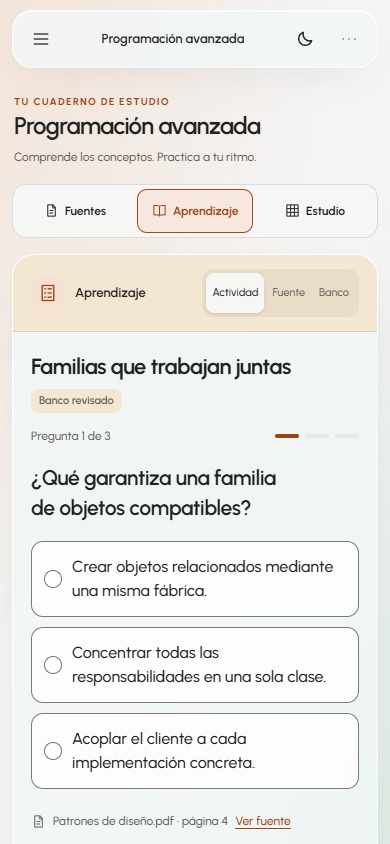 Programación avanzada
TU CUADERNO DE ESTUDIO
Programación avanzada
Comprende los conceptos. Practica a tu ritmo.
Fuentes
Aprendizaje
Estudio
Aprendizaje
Actividad
Fuente
Banco
Familias que trabajan juntas
Banco revisado
Pregunta 1 de 3
¿Qué garantiza una familia
de objetos compatibles?
Crear objetos relacionados mediante
una misma fábrica.
Concentrar todas las
responsabilidades en una sola clase.
Acoplar el cliente a cada
implementación concreta.
Patrones de diseño.pdf · página 4 Ver fuente